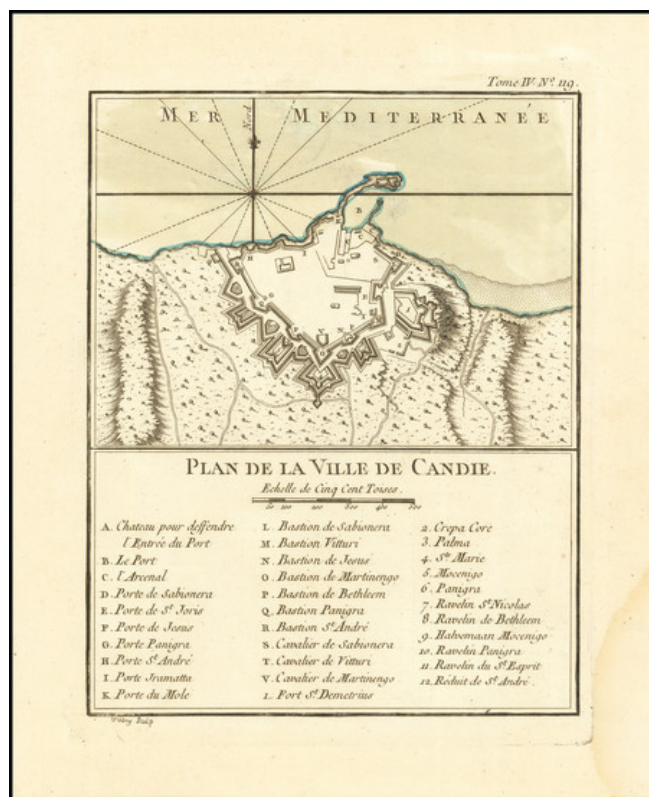 Tome IV. Nº. 119.
MER MEDITERRANÉE
Nord
PLAN DE LA VILLE DE CANDIE.
Echelle de Cinq Cent Toises.
A. Chateau pour deffendre
l'Entrée du Port
B. Le Port
C. l'Arcenal
D. Porte de Sabionera
E. Porte de St. Joris
F. Porte de Jesus
G. Porte Panigra
H. Porte St. André
I. Porte Sramatta
K. Porte du Mole
L. Bastion de Sabionera
M. Bastion Vitturi
N. Bastion de Jesus
O. Bastion de Martinengo
P. Bastion de Bethleem
Q. Bastion Panigra
R. Bastion St. André
S. Cavalier de Sabionera
T. Cavalier de Vitturi
V. Cavalier de Martinengo
1. Fort St. Demetrius
2. Crepa Core
3. Palma
4. Ste. Marie
5. Mocenigo
6. Panigra
7. Ravelin St. Nicolas
8. Ravelin de Bethleem
9. Halvemaan Mocenigo
10. Ravelin Panigra
11. Ravelin du St. Esprit
12. Réduit de St. André.
Sculp